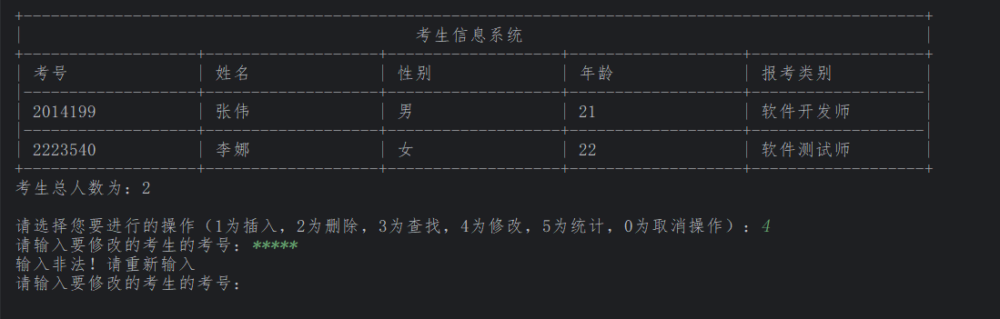 考生信息系统
考号 姓名 性别 年龄 报考类别
2014199 张伟 男 21 软件开发师
2223540 李娜 女 22 软件测试师
考生总人数为：2
请选择您要进行的操作（1为插入，2为删除，3为查找，4为修改，5为统计，0为取消操作）：4
请输入要修改的考生的考号：*****
输入非法！请重新输入
请输入要修改的考生的考号：